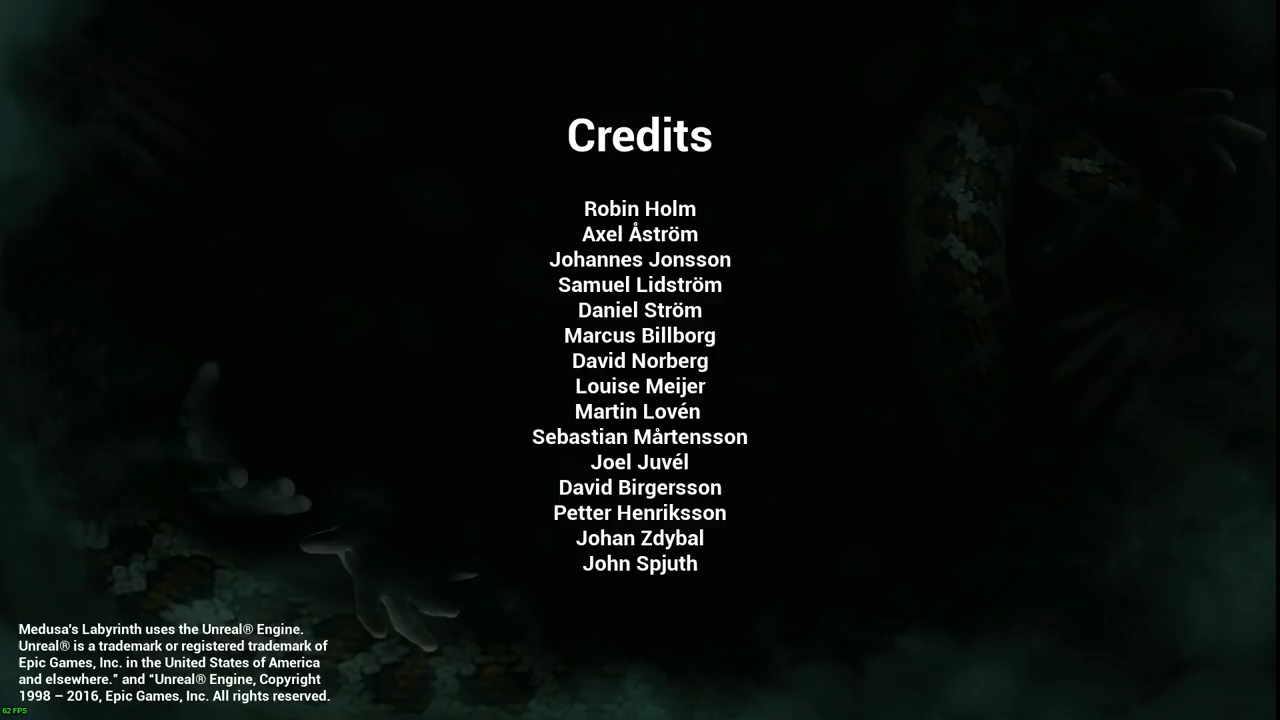 Credits
Robin Holm
Axel Åström
Johannes Jonsson
Samuel Lidström
Daniel Ström
Marcus Billborg
David Norberg
Louise Meijer
Martin Lovén
Sebastian Mårtensson
Joel Juvél
David Birgersson
Petter Henriksson
Johan Zdybal
John Spjuth
Medusa's Labyrinth uses the Unreal® Engine.
Unreal® is a trademark or registered trademark of
Epic Games, Inc. in the United States of America
and elsewhere.” and “Unreal® Engine, Copyright
1998 – 2016, Epic Games, Inc. All rights reserved.
62 FPS